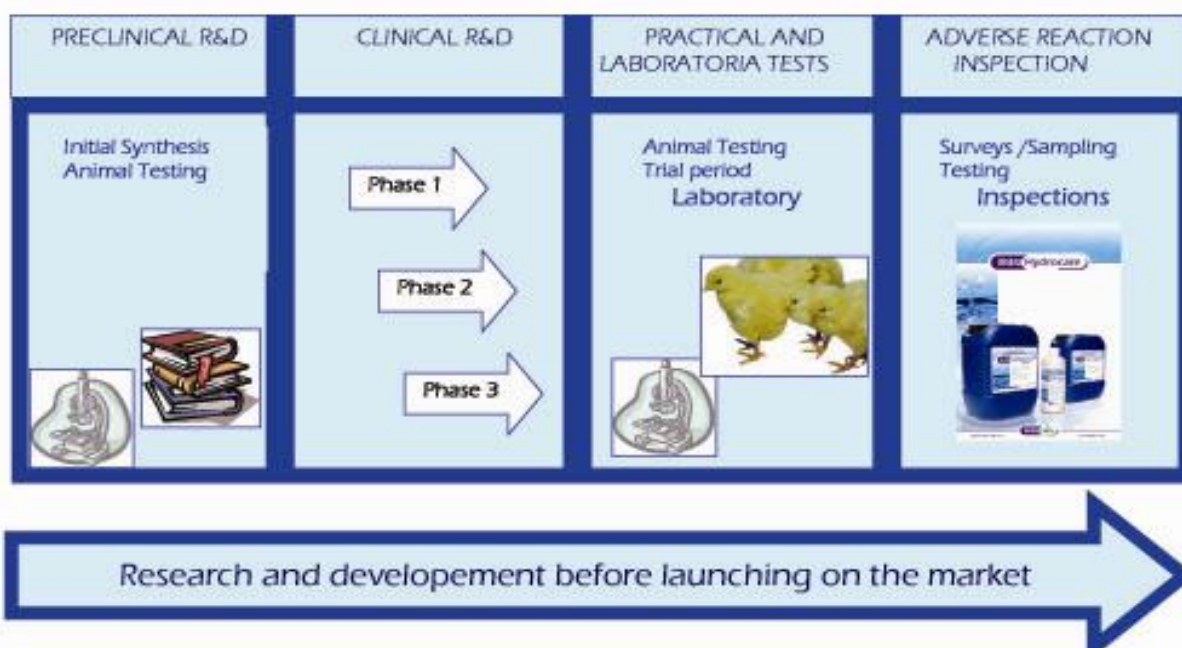 PRECLINICAL R&D
CLINICAL R&D
PRACTICAL AND
LABORATORIA TESTS
ADVERSE REACTION
INSPECTION
Initial Synthesis
Animal Testing
Phase 1
Phase 2
Phase 3
Animal Testing
Trial period
Laboratory
Surveys /Sampling
Testing
Inspections
Hydrocare
Research and developement before launching on the market